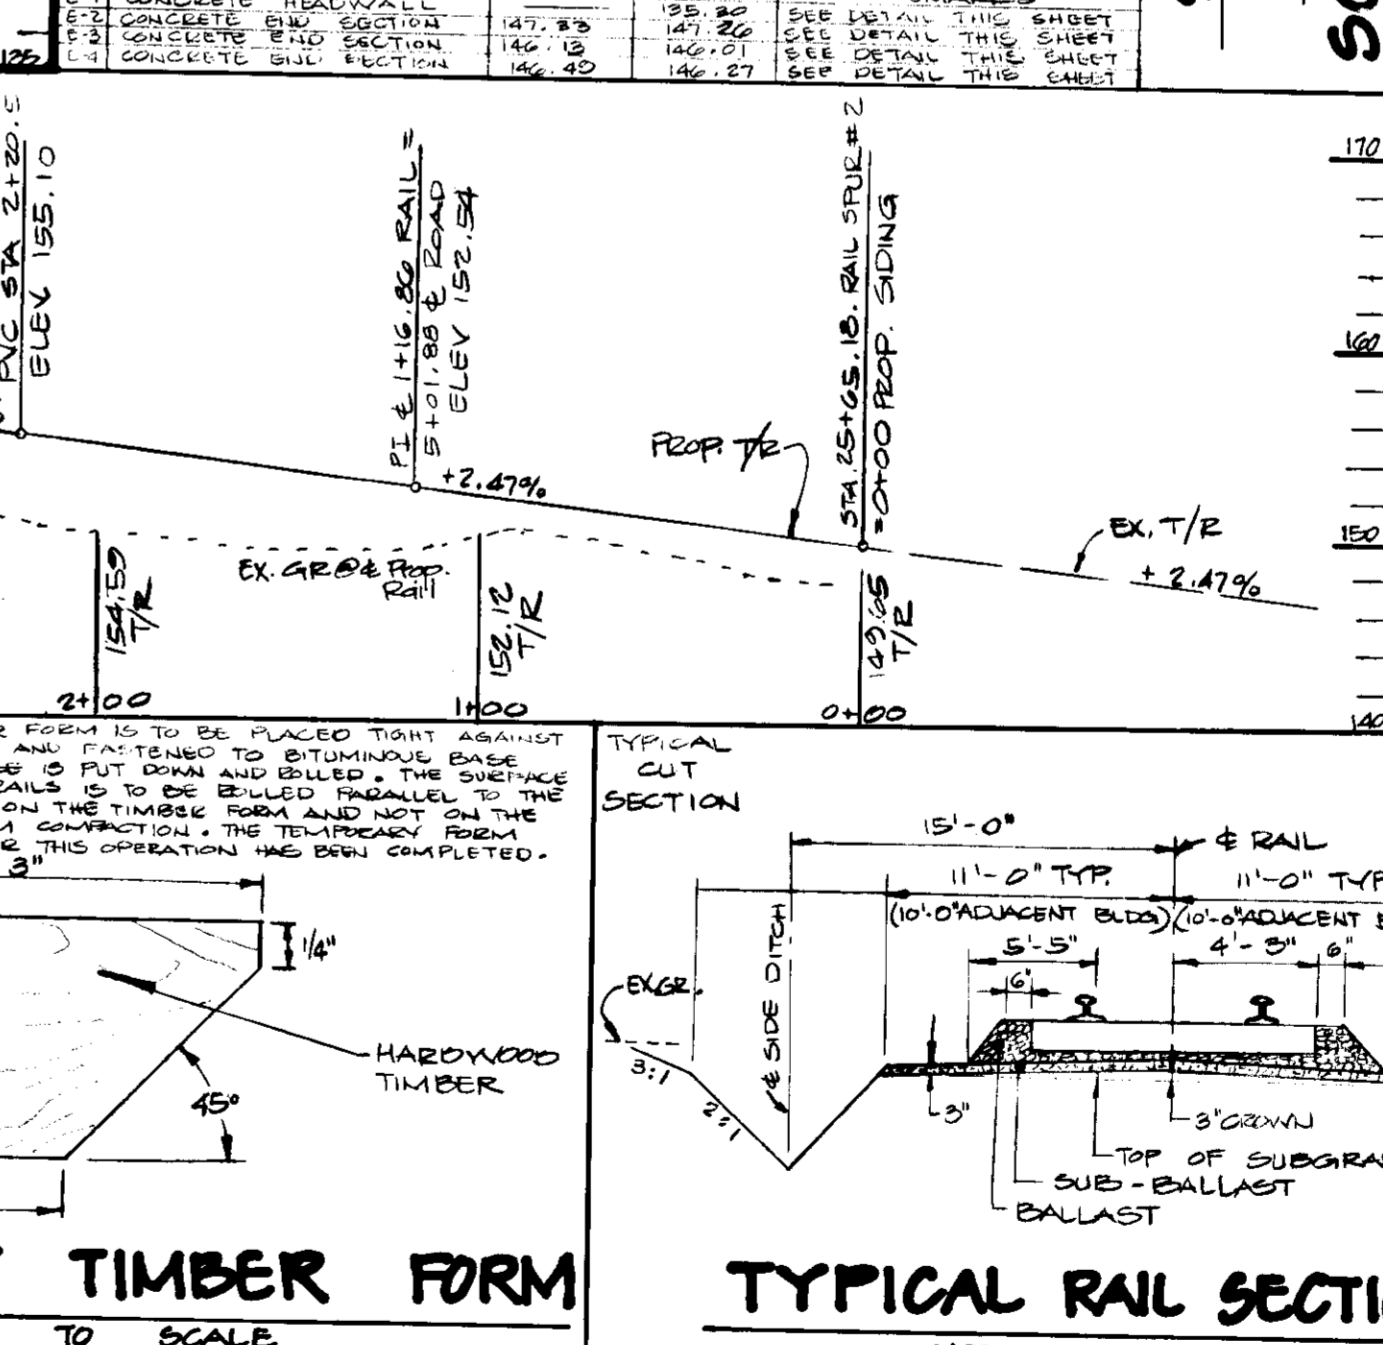 CONCRETE HEADWALL 135.30
E-2 CONCRETE END SECTION 147.33 147.26 SEE DETAIL THIS SHEET
E-3 CONCRETE END SECTION 146.13 146.01 SEE DETAIL THIS SHEET
E-4 CONCRETE END SECTION 146.49 146.27 SEE DETAIL THIS SHEET
125
PVC STA 2+20.5
ELEV 155.10
PI ℄ 1+16.86 RAIL =
5+01.88 ℄ ROAD
ELEV 152.54
STA. 25+65.18. RAIL SPUR #2
=0+00 PROP. SIDING
170
160
150
140
PROP. T/R
+2.47%
EX. T/R
+2.47%
EX. GR @ ℄ Prop.
Rail
154.59
T/R
152.12
T/R
149.65
T/R
2+00
1+00
0+00
FORM IS TO BE PLACED TIGHT AGAINST
AND FASTENED TO BITUMINOUS BASE
IS PUT DOWN AND ROLLED. THE SURFACE
RAILS IS TO BE ROLLED PARALLEL TO THE
ON THE TIMBER FORM AND NOT ON THE
COMPACTION. THE TEMPORARY FORM
THIS OPERATION HAS BEEN COMPLETED.
3"
1/4"
HARDWOOD
TIMBER
45°
TIMBER FORM
TO SCALE
TYPICAL
CUT
SECTION
15'-0"
℄ RAIL
11'-0" TYP.
11'-0" TYP
(10'-0" ADJACENT BLDG)
(10'-0" ADJACENT
5'-5"
4'-3"
6"
6"
EX.GR.
℄ SIDE DITCH
3:1
2:1
3"
3" CROWN
TOP OF SUBGRA
SUB-BALLAST
BALLAST
TYPICAL RAIL SECTI